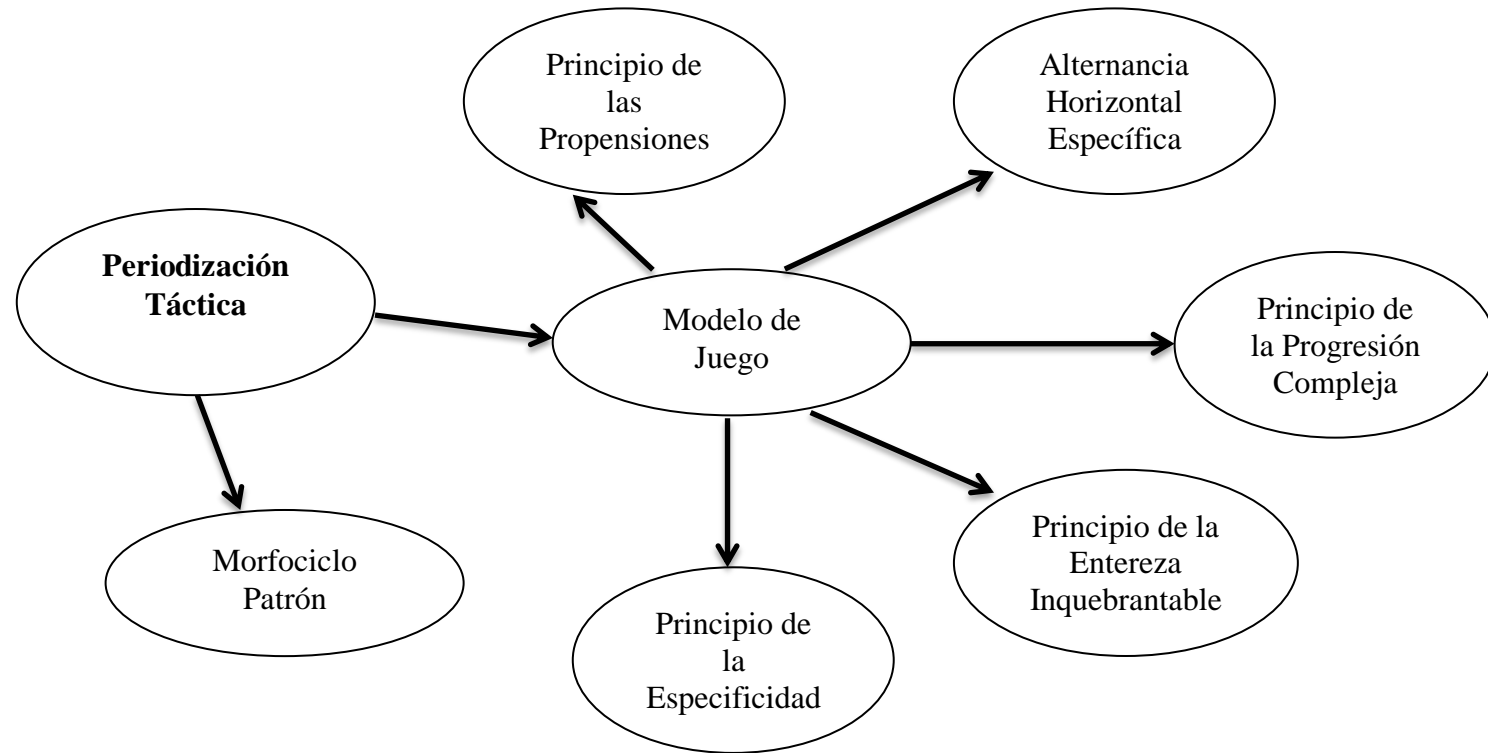 Principio de
las
Propensiones
Alternancia
Horizontal
Específica
Periodización
Táctica
Modelo de
Juego
Principio de
la Progresión
Compleja
Morfociclo
Patrón
Principio de la
Entereza
Inquebrantable
Principio de
la
Especificidad